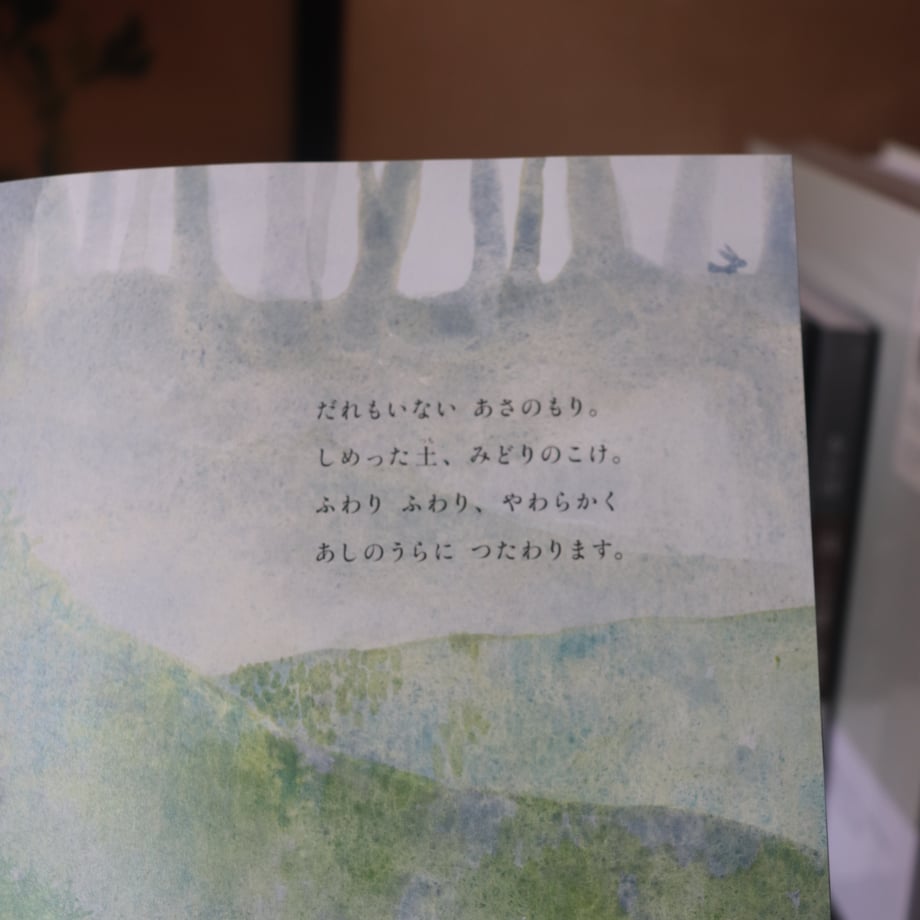 だれもいない あさのもり。
しめった土、みどりのこけ。
ふわり ふわり、やわらかく
あしのうらに つたわります。